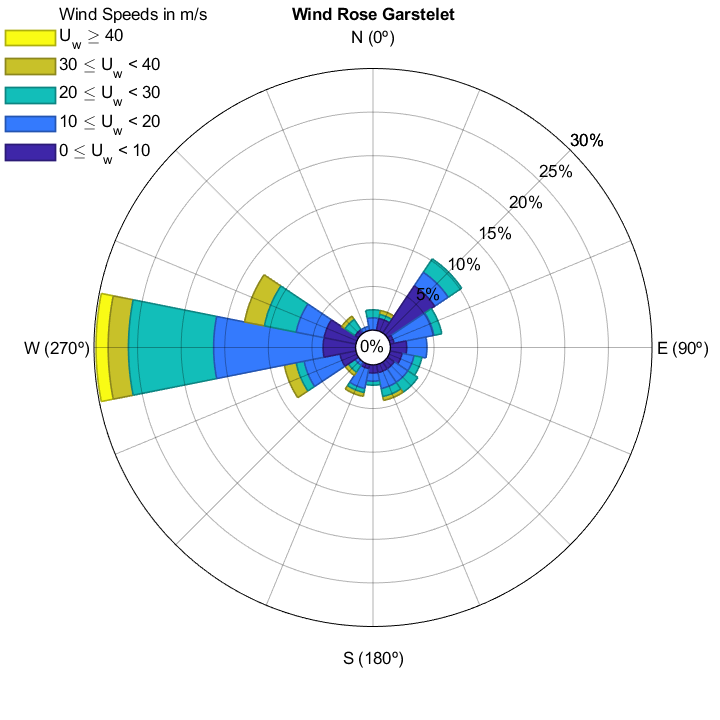 Wind Speeds in m/s
Wind Rose Garstelet
U_w ≥ 40
30 ≤ U_w < 40
20 ≤ U_w < 30
10 ≤ U_w < 20
0 ≤ U_w < 10
N (0º)
30%
25%
20%
15%
10%
5%
0%
W (270º)
E (90º)
S (180º)